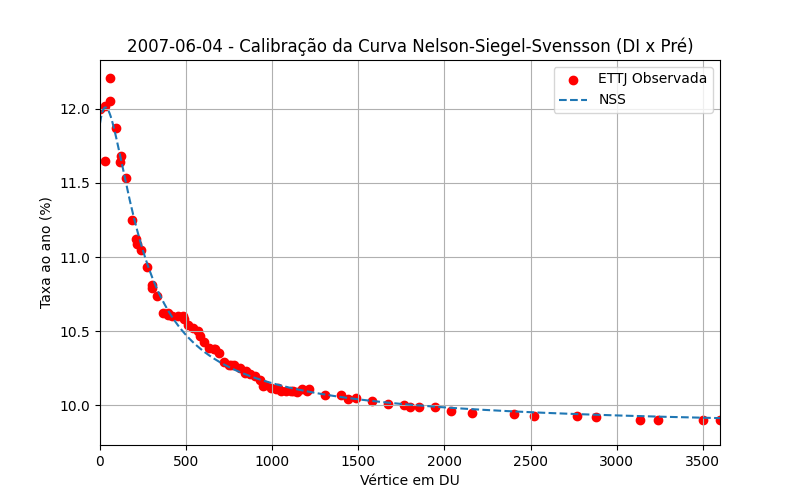 2007-06-04 - Calibração da Curva Nelson-Siegel-Svensson (DI x Pré)
ETTJ Observada
NSS
Taxa ao ano (%)
12.0
11.5
11.0
10.5
10.0
0 500 1000 1500 2000 2500 3000 3500
Vértice em DU